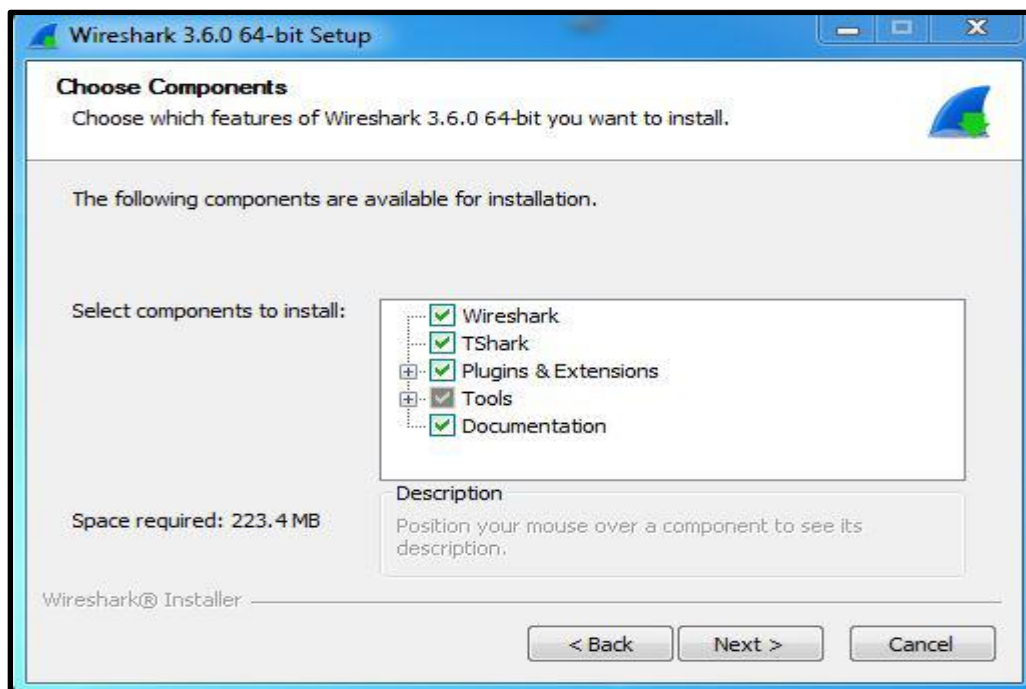 Wireshark 3.6.0 64-bit Setup
Choose Components
Choose which features of Wireshark 3.6.0 64-bit you want to install.
The following components are available for installation.
Select components to install:
Wireshark
TShark
Plugins & Extensions
Tools
Documentation
Space required: 223.4 MB
Description
Position your mouse over a component to see its
description.
Wireshark® Installer
< Back
Next >
Cancel